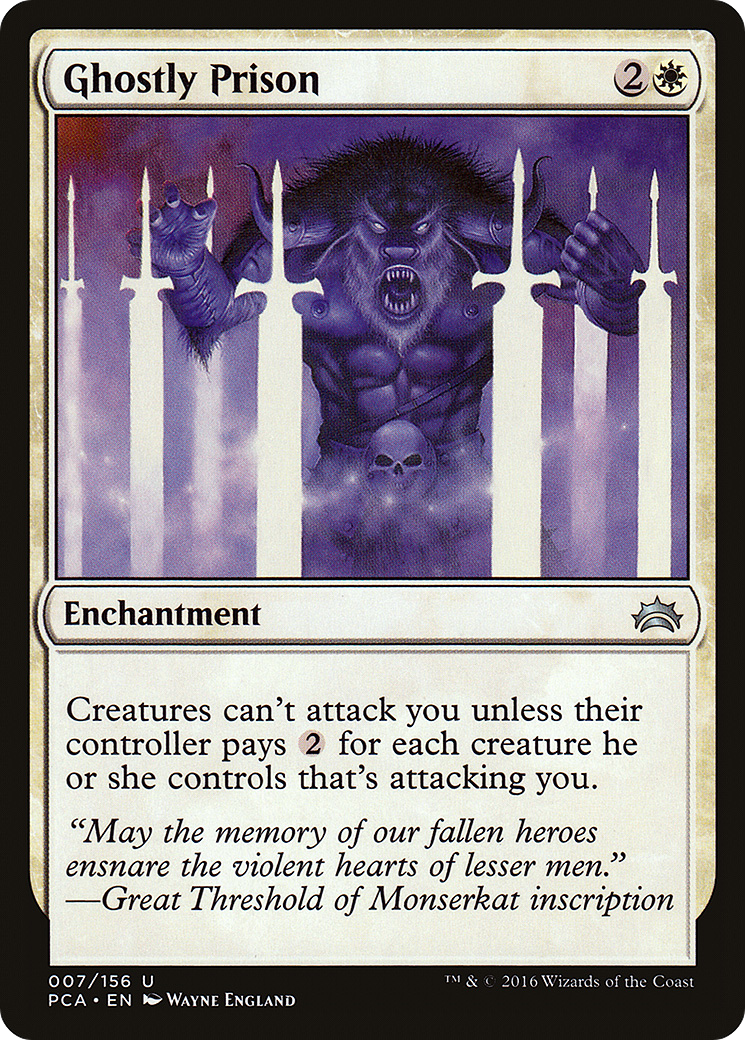 Ghostly Prison 2
Enchantment
Creatures can't attack you unless their
controller pays 2 for each creature he
or she controls that's attacking you.
"May the memory of our fallen heroes
ensnare the violent hearts of lesser men."
—Great Threshold of Monserkat inscription
007/156 U
PCA • EN Wayne England
™ & © 2016 Wizards of the Coast